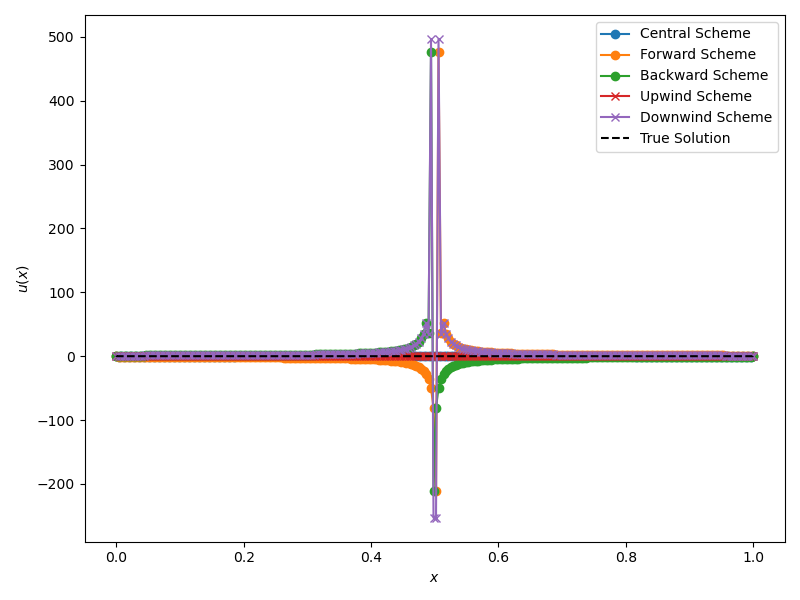 500
400
300
200
100
0
−100
−200
u(x)
0.0
0.2
0.4
0.6
0.8
1.0
x
Central Scheme
Forward Scheme
Backward Scheme
Upwind Scheme
Downwind Scheme
True Solution